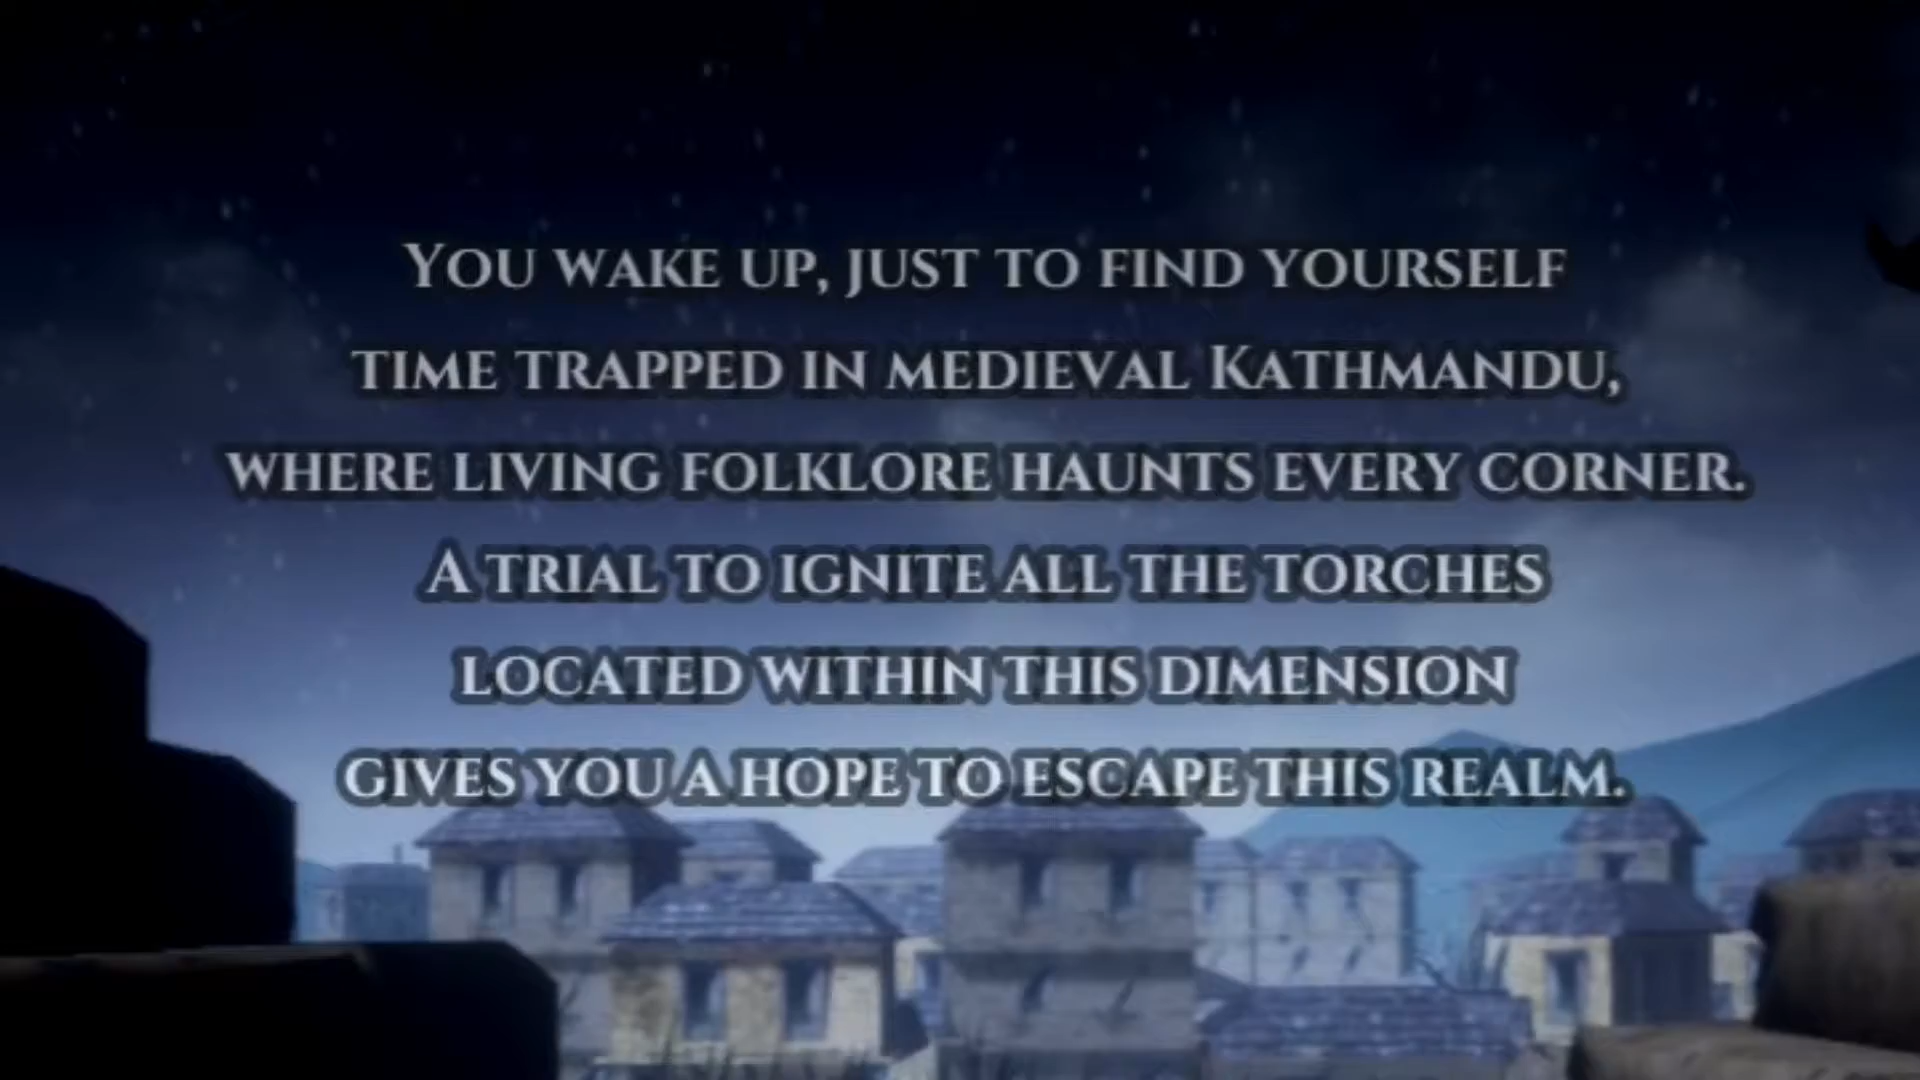 You wake up, just to find yourself
time trapped in medieval Kathmandu,
where living folklore haunts every corner.
A trial to ignite all the torches
located within this dimension
gives you a hope to escape this realm.